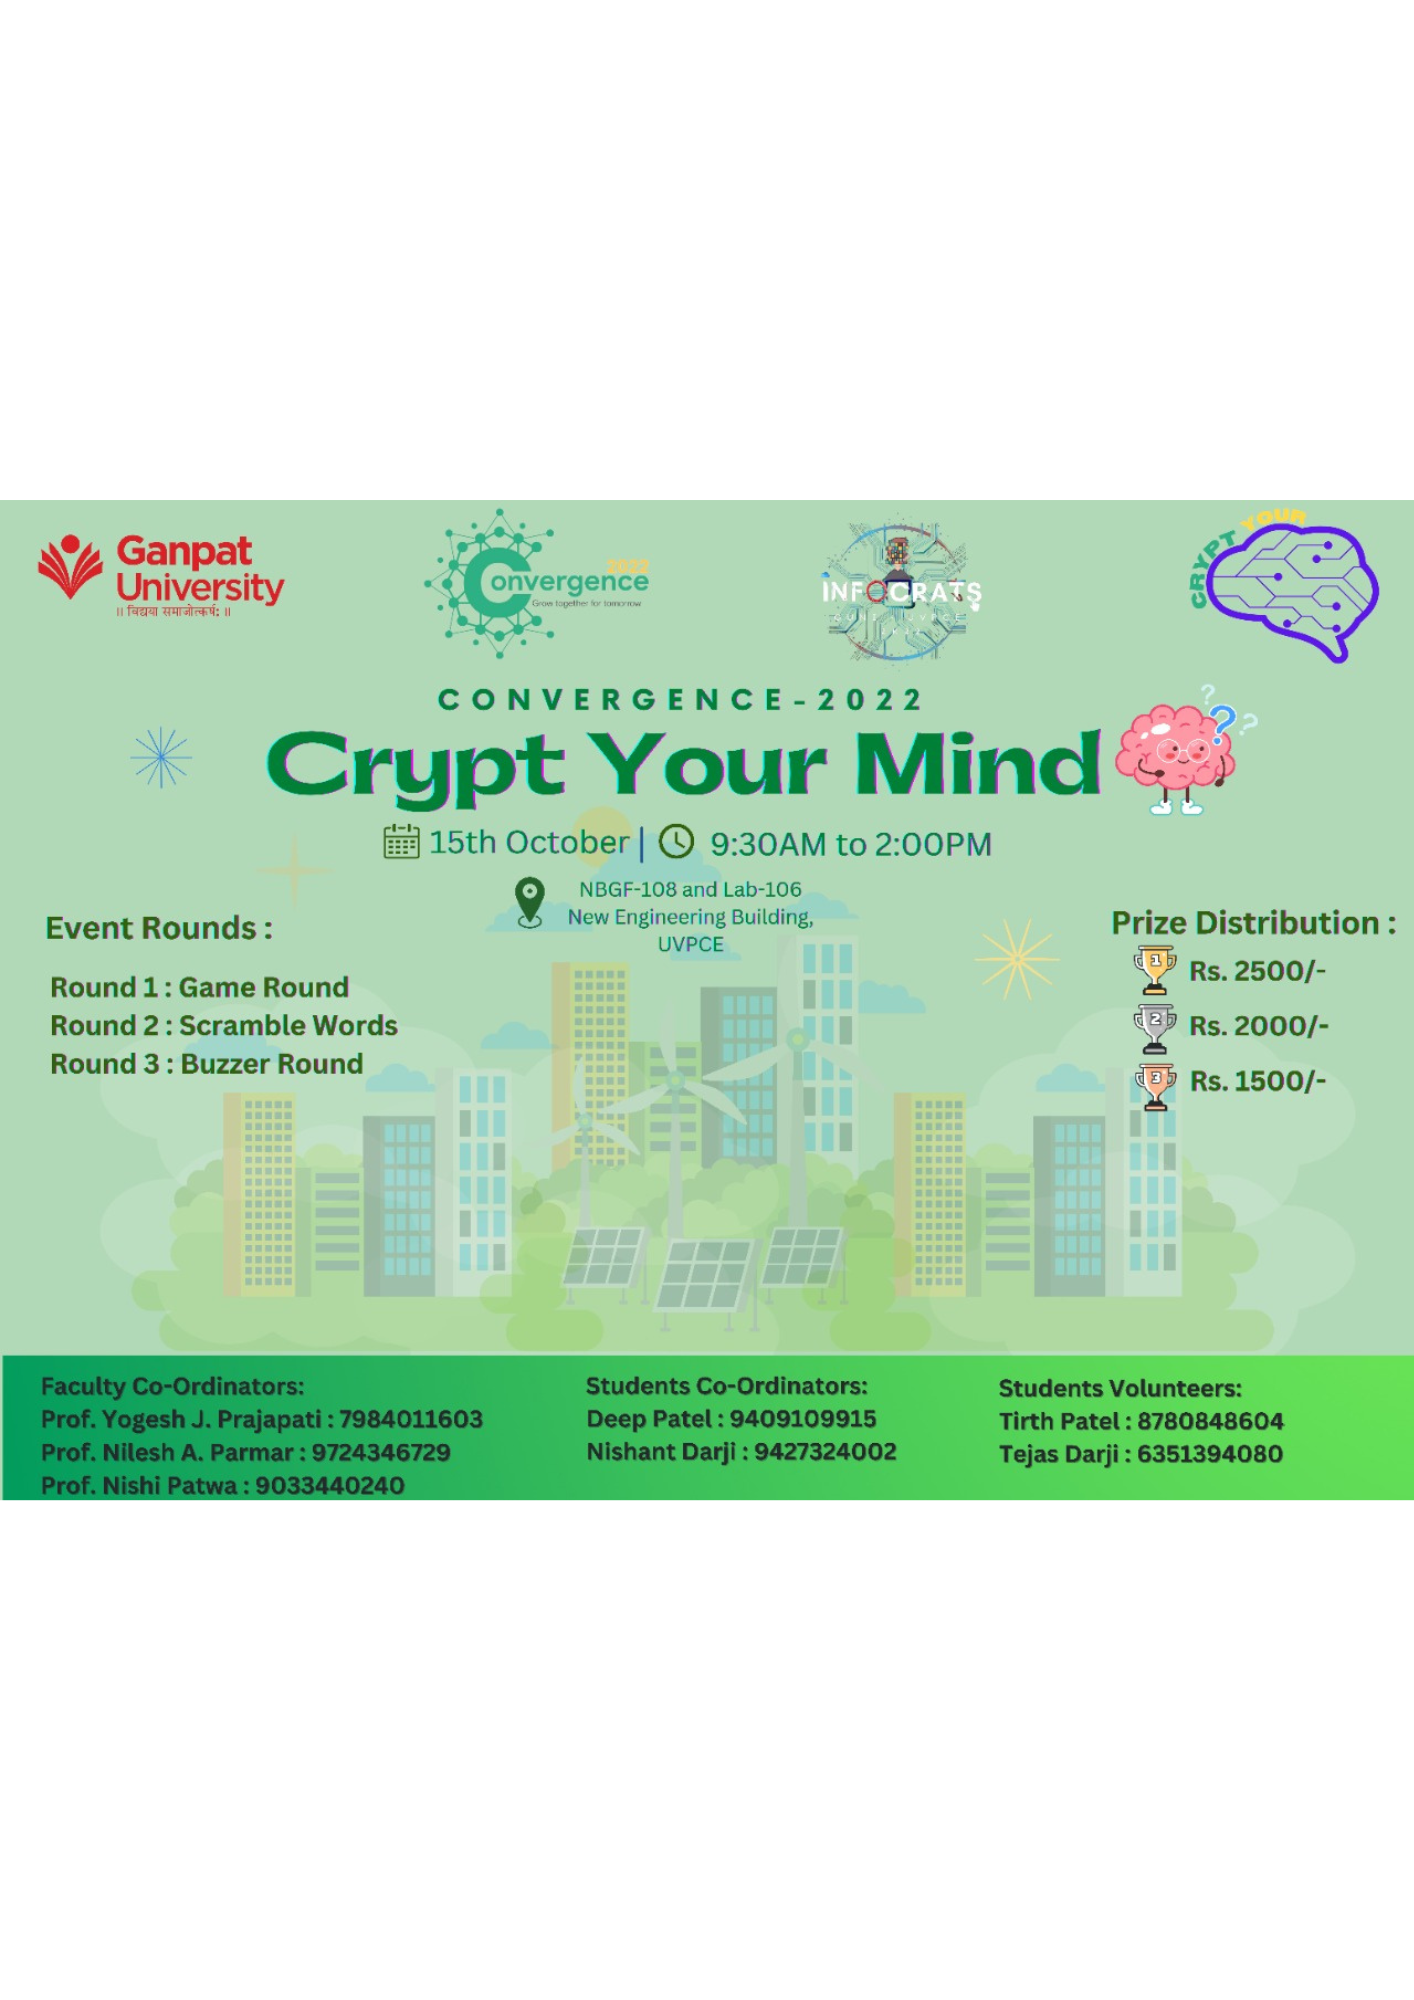 Ganpat
University
॥ विद्यया समाजोत्कर्ष: ॥
2022
Convergence
Grow together for tomorrow
INFOCRATS
CRYPT YOUR
CONVERGENCE-2022
Crypt Your Mind
15th October | 9:30AM to 2:00PM
NBGF-108 and Lab-106
New Engineering Building,
UVPCE
Event Rounds :
Round 1 : Game Round
Round 2 : Scramble Words
Round 3 : Buzzer Round
Prize Distribution :
1 Rs. 2500/-
2 Rs. 2000/-
3 Rs. 1500/-
Faculty Co-Ordinators:
Prof. Yogesh J. Prajapati : 7984011603
Prof. Nilesh A. Parmar : 9724346729
Prof. Nishi Patwa : 9033440240
Students Co-Ordinators:
Deep Patel : 9409109915
Nishant Darji : 9427324002
Students Volunteers:
Tirth Patel : 8780848604
Tejas Darji : 6351394080